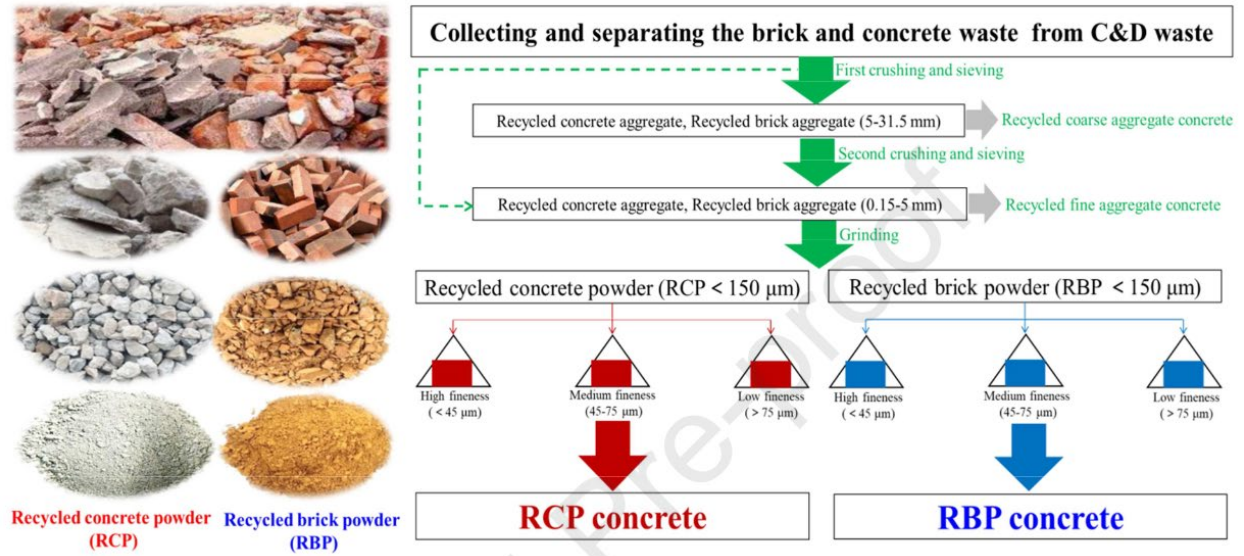 Collecting and separating the brick and concrete waste from C&D waste
First crushing and sieving
Recycled concrete aggregate, Recycled brick aggregate (5-31.5 mm)
Recycled coarse aggregate concrete
Second crushing and sieving
Recycled concrete aggregate, Recycled brick aggregate (0.15-5 mm)
Recycled fine aggregate concrete
Grinding
Recycled concrete powder (RCP < 150 μm)
Recycled brick powder (RBP < 150 μm)
High fineness
(< 45 μm)
Medium fineness
(45-75 μm)
Low fineness
(> 75 μm)
High fineness
(< 45 μm)
Medium fineness
(45-75 μm)
Low fineness
(> 75 μm)
RCP concrete
RBP concrete
Recycled concrete powder
(RCP)
Recycled brick powder
(RBP)
Pre-proof